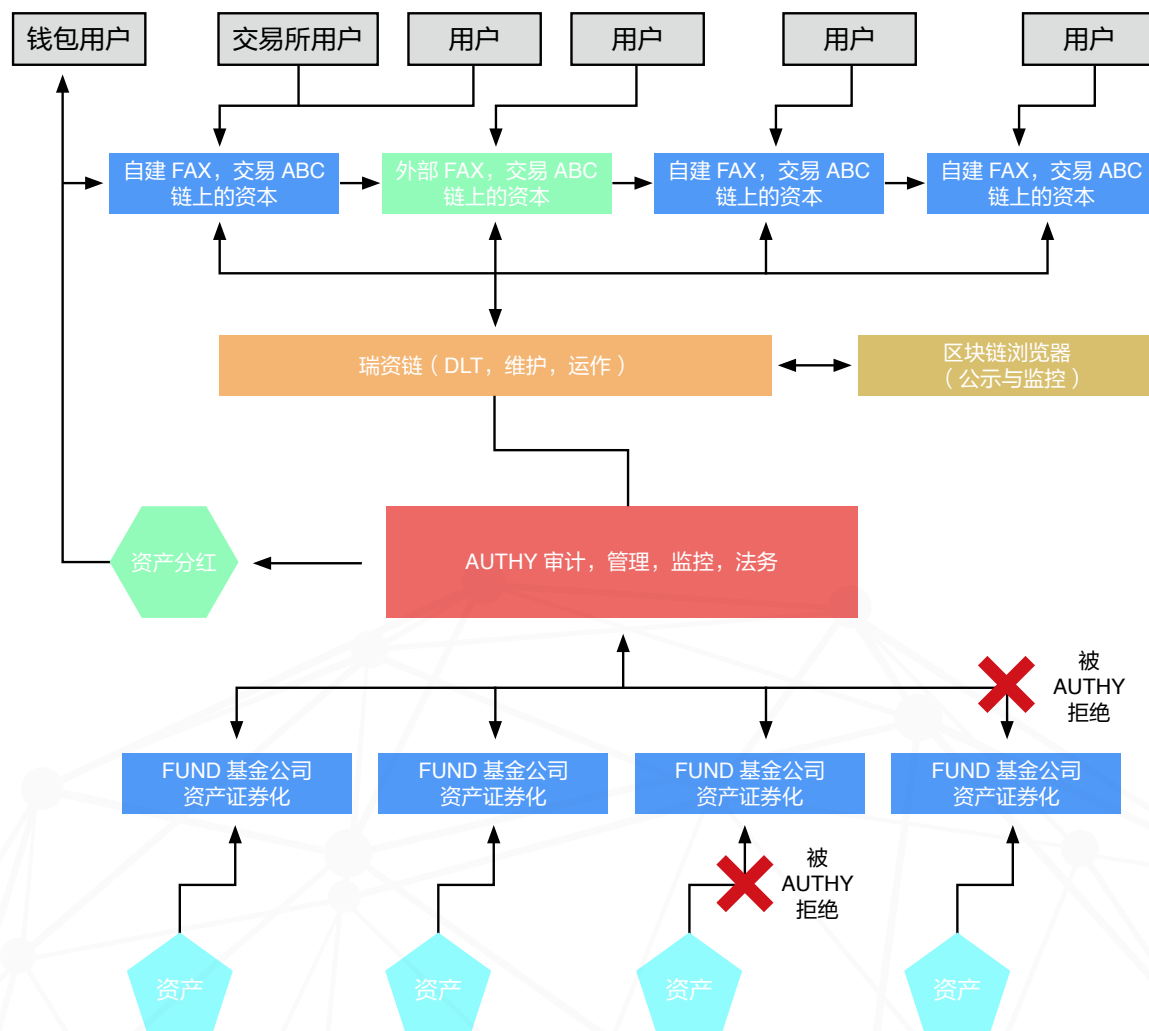 钱包用户
交易所用户
用户
用户
用户
用户
自建 FAX，交易 ABC
链上的资本
外部 FAX，交易 ABC
链上的资本
自建 FAX，交易 ABC
链上的资本
自建 FAX，交易 ABC
链上的资本
瑞资链（DLT，维护，运作）
区块链浏览器
（公示与监控）
资产分红
AUTHY 审计，管理，监控，法务
被
AUTHY
拒绝
FUND 基金公司
资产证券化
FUND 基金公司
资产证券化
FUND 基金公司
资产证券化
FUND 基金公司
资产证券化
被
AUTHY
拒绝
资产
资产
资产
资产